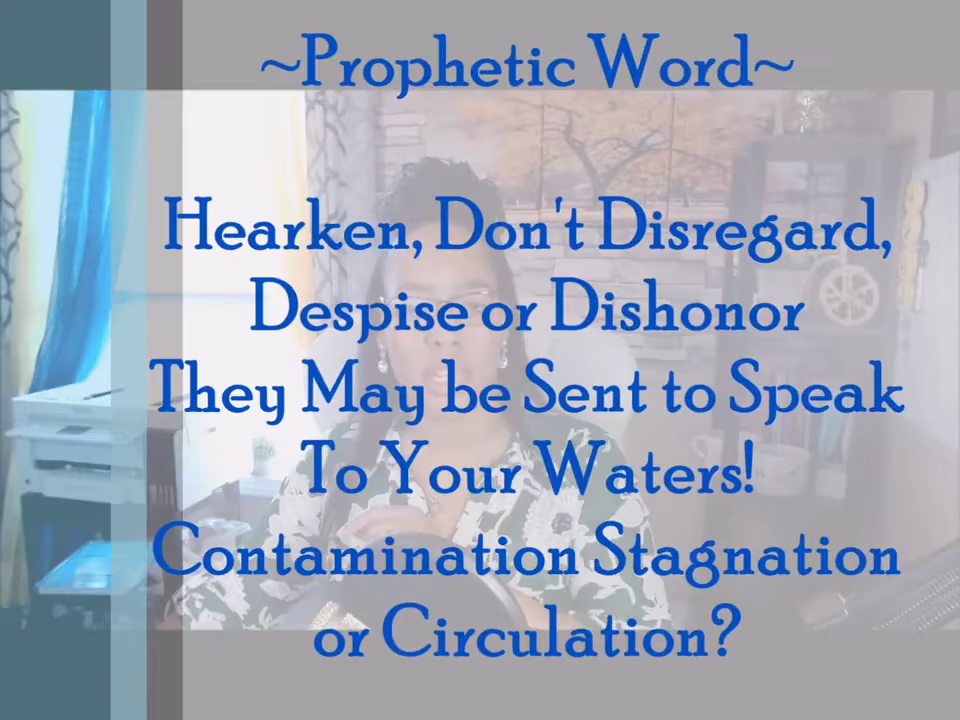 ~Prophetic Word~
Hearken, Don't Disregard,
Despise or Dishonor
They May be Sent to Speak
To Your Waters!
Contamination Stagnation
or Circulation?